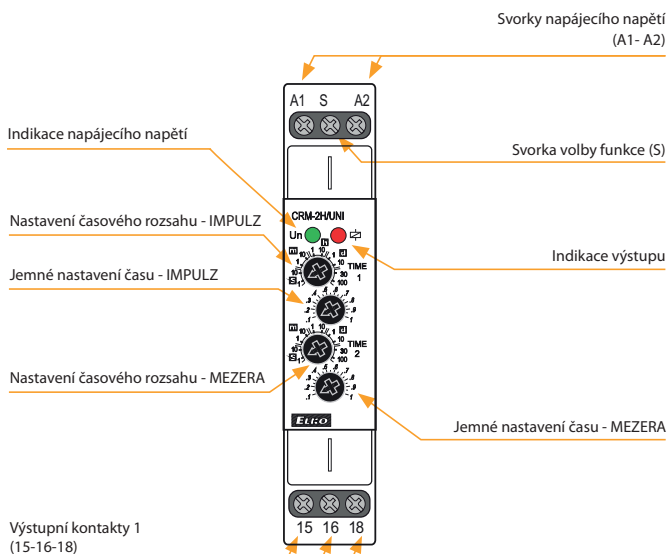 Svorky napájecího napětí
(A1- A2)
A1 S A2
Indikace napájecího napětí
Svorka volby funkce (S)
CRM-2H/UNI
Un
Nastavení časového rozsahu - IMPULZ
Indikace výstupu
TIME
1
Jemné nastavení času - IMPULZ
TIME
2
Nastavení časového rozsahu - MEZERA
Jemné nastavení času - MEZERA
ELKO
15 16 18
Výstupní kontakty 1
(15-16-18)